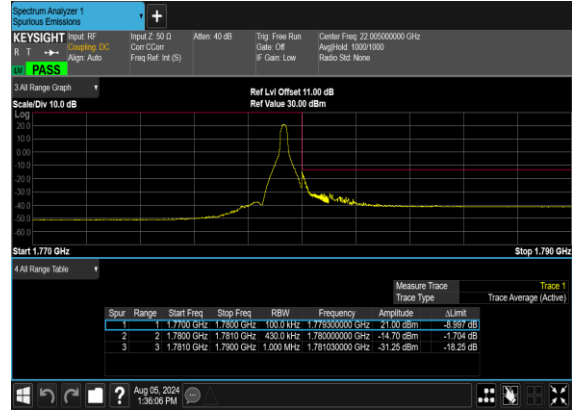 Spectrum Analyzer 1
Spurious Emissions
KEYSIGHT Input: RF Input Z: 50 Ω Atten: 40 dB Trig: Free Run Center Freq: 22.005000000 GHz
R T Coupling: DC Corr CCorr Gate: Off Avg|Hold: 1000/1000
Align: Auto Freq Ref: Int (S) IF Gain: Low Radio Std: None
PASS
3 All Range Graph
Ref Lvl Offset 11.00 dB
Scale/Div 10.0 dB Ref Value 30.00 dBm
Log
20.0
10.0
0.00
-10.0
-20.0
-30.0
-40.0
-50.0
-60.0
Start 1.770 GHz Stop 1.790 GHz
4 All Range Table
Measure Trace Trace 1
Trace Type Trace Average (Active)
Spur Range Start Freq Stop Freq RBW Frequency Amplitude ΔLimit
1 1 1.7700 GHz 1.7800 GHz 100.0 kHz 1.779300000 GHz 21.00 dBm -8.997 dB
2 2 1.7800 GHz 1.7810 GHz 430.0 kHz 1.780000000 GHz -14.70 dBm -1.704 dB
3 3 1.7810 GHz 1.7900 GHz 1.000 MHz 1.781030000 GHz -31.25 dBm -18.25 dB
Aug 05, 2024
1:36:06 PM